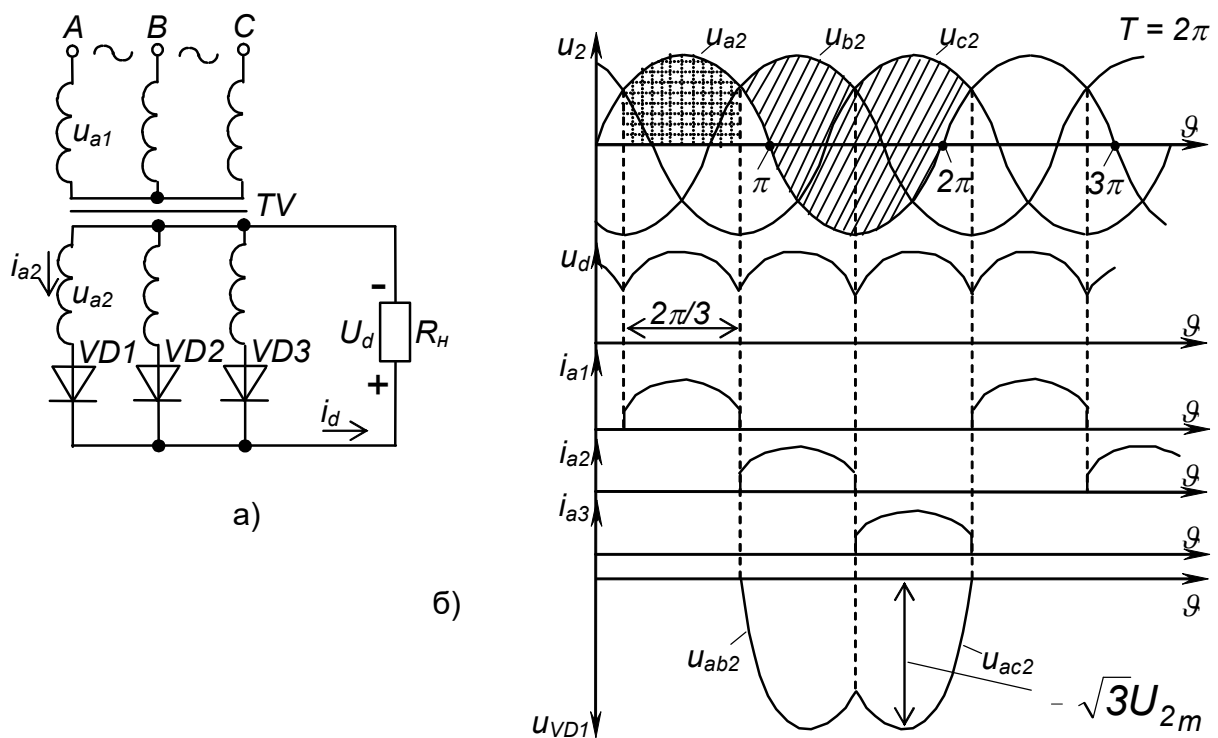 A B C
u_a1
TV
i_a2
u_a2
- U_d R_н +
VD1 VD2 VD3
i_d
а)
б)
u_2 u_a2 u_b2 u_c2 T = 2π
π 2π 3π ϑ
u_d
2π/3
ϑ
i_a1
ϑ
i_a2
ϑ
i_a3
ϑ
ϑ
u_ab2 u_ac2
- √3U_2m
u_VD1